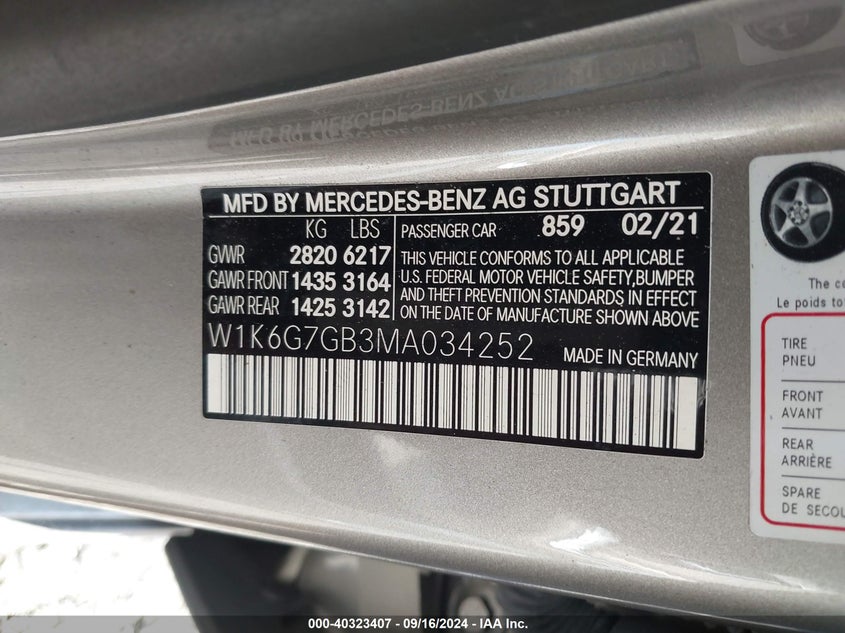 MFD BY MERCEDES-BENZ AG STUTTGART
KG LBS
GVWR 2820 6217
GAWR FRONT 1435 3164
GAWR REAR 1425 3142
PASSENGER CAR 859 02/21
THIS VEHICLE CONFORMS TO ALL APPLICABLE
U.S. FEDERAL MOTOR VEHICLE SAFETY,BUMPER
AND THEFT PREVENTION STANDARDS IN EFFECT
ON THE DATE OF MANUFACTURE SHOWN ABOVE.
W1K6G7GB3MA034252
MADE IN GERMANY
The
Le poids
TIRE
PNEU
FRONT
AVANT
REAR
ARRIÈRE
SPARE
DE
000-40323407 - 09/16/2024 - IAA Inc.